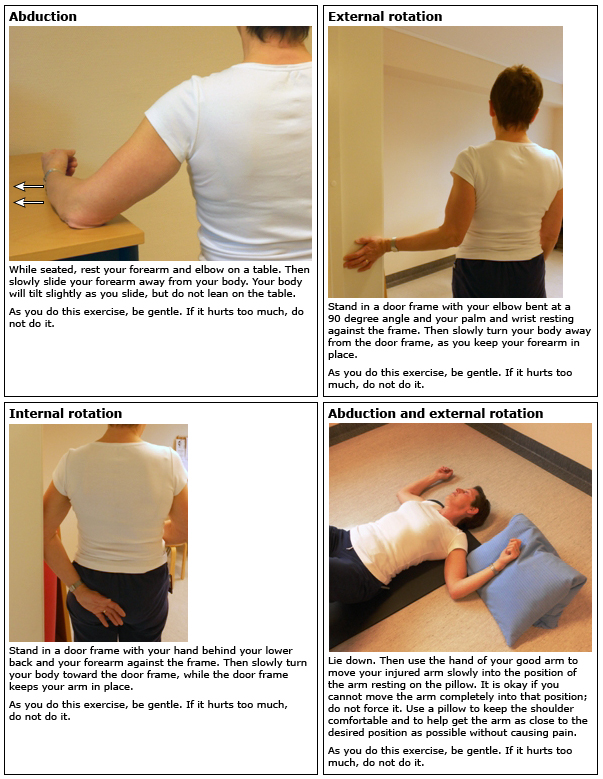 Abduction
While seated, rest your forearm and elbow on a table. Then
slowly slide your forearm away from your body. Your body
will tilt slightly as you slide, but do not lean on the table.
As you do this exercise, be gentle. If it hurts too much, do
not do it.
External rotation
Stand in a door frame with your elbow bent at a
90 degree angle and your palm and wrist resting
against the frame. Then slowly turn your body away
from the door frame, as you keep your forearm in
place.
As you do this exercise, be gentle. If it hurts too
much, do not do it.
Internal rotation
Stand in a door frame with your hand behind your lower
back and your forearm against the frame. Then slowly turn
your body toward the door frame, while the door frame
keeps your arm in place.
As you do this exercise, be gentle. If it hurts too much,
do not do it.
Abduction and external rotation
Lie down. Then use the hand of your good arm to
move your injured arm slowly into the position of
the arm resting on the pillow. It is okay if you
cannot move the arm completely into that position;
do not force it. Use a pillow to keep the shoulder
comfortable and to help get the arm as close to the
desired position as possible without causing pain.
As you do this exercise, be gentle. If it hurts too
much, do not do it.